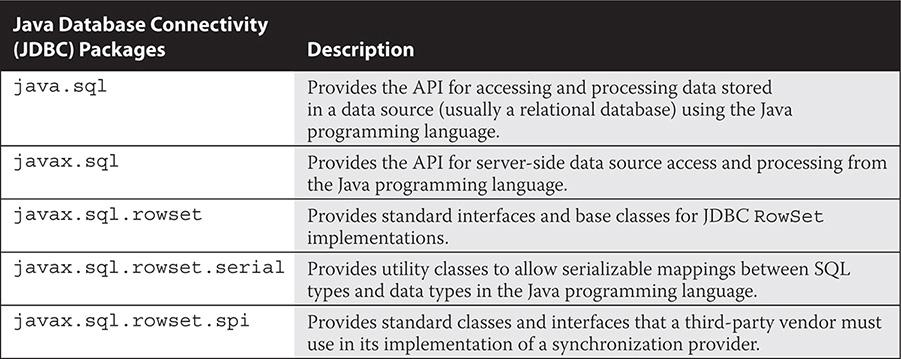 Java Database Connectivity
(JDBC) Packages
Description
java.sql
Provides the API for accessing and processing data stored
in a data source (usually a relational database) using the Java
programming language.
javax.sql
Provides the API for server-side data source access and processing from
the Java programming language.
javax.sql.rowset
Provides standard interfaces and base classes for JDBC RowSet
implementations.
javax.sql.rowset.serial
Provides utility classes to allow serializable mappings between SQL
types and data types in the Java programming language.
javax.sql.rowset.spi
Provides standard classes and interfaces that a third-party vendor must
use in its implementation of a synchronization provider.